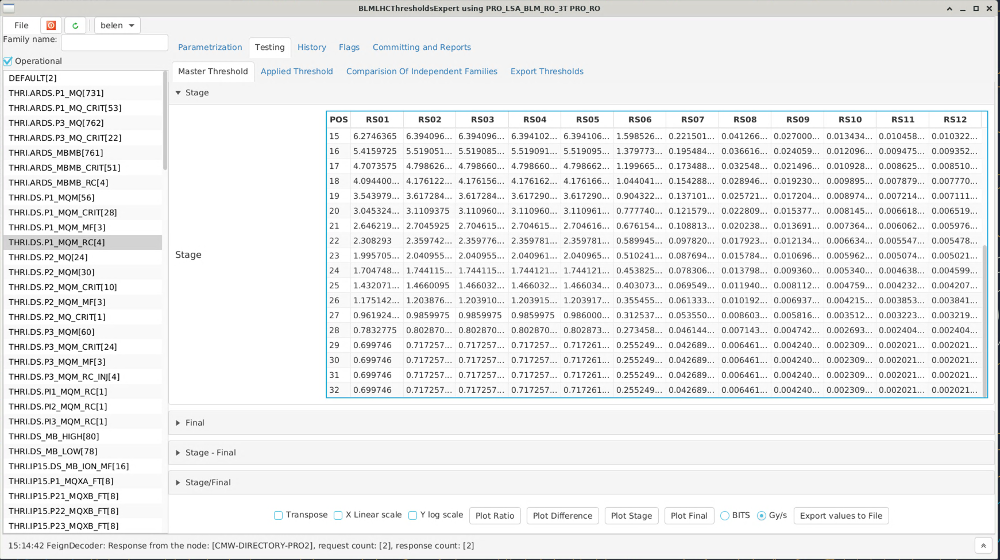 BLMLHCThresholdsExpert using PRO_LSA_BLM_RO_3T PRO_RO
File belen
Family name:
Operational
DEFAULT[2]
THRI.ARDS.P1_MQ[731]
THRI.ARDS.P1_MQ_CRIT[53]
THRI.ARDS.P3_MQ[762]
THRI.ARDS.P3_MQ_CRIT[22]
THRI.ARDS_MBMB[761]
THRI.ARDS_MBMB_CRIT[51]
THRI.ARDS_MBMB_RC[4]
THRI.DS.P1_MQM[56]
THRI.DS.P1_MQM_CRIT[28]
THRI.DS.P1_MQM_MF[3]
THRI.DS.P1_MQM_RC[4]
THRI.DS.P2_MQ[24]
THRI.DS.P2_MQM[30]
THRI.DS.P2_MQM_CRIT[10]
THRI.DS.P2_MQM_MF[3]
THRI.DS.P2_MQ_CRIT[1]
THRI.DS.P3_MQM[60]
THRI.DS.P3_MQM_CRIT[24]
THRI.DS.P3_MQM_MF[3]
THRI.DS.P3_MQM_RC_INJ[4]
THRI.DS.PI1_MQM_RC[1]
THRI.DS.PI2_MQM_RC[1]
THRI.DS.PI3_MQM_RC[1]
THRI.DS_MB_HIGH[80]
THRI.DS_MB_LOW[78]
THRI.IP15.DS_MB_ION_MF[16]
THRI.IP15.P1_MQXA_FT[8]
THRI.IP15.P21_MQXB_FT[8]
THRI.IP15.P22_MQXB_FT[8]
THRI.IP15.P23_MQXB_FT[8]
Parametrization Testing History Flags Committing and Reports
Master Threshold Applied Threshold Comparision Of Independent Families Export Thresholds
Stage
Stage
POS RS01 RS02 RS03 RS04 RS05 RS06 RS07 RS08 RS09 RS10 RS11 RS12
15 6.2746365 6.394096... 6.394096... 6.394102... 6.394106... 1.598526... 0.221501... 0.041266... 0.027000... 0.013434... 0.010458... 0.010322...
16 5.4159725 5.519051... 5.519085... 5.519091... 5.519095... 1.379773... 0.195484... 0.036616... 0.024059... 0.012096... 0.009475... 0.009352...
17 4.7073575 4.798626... 4.798660... 4.798660... 4.798662... 1.199665... 0.173488... 0.032548... 0.021496... 0.010928... 0.008625... 0.008510...
18 4.094400... 4.176122... 4.176156... 4.176162... 4.176166... 1.044041... 0.154288... 0.028946... 0.019230... 0.009895... 0.007879... 0.007770...
19 3.543979... 3.617284... 3.617284... 3.617290... 3.617290... 0.904322... 0.137101... 0.025721... 0.017204... 0.008974... 0.007214... 0.007111...
20 3.045324... 3.1109375 3.110960... 3.110960... 3.110961... 0.777740... 0.121579... 0.022809... 0.015377... 0.008145... 0.006618... 0.006519...
21 2.646219... 2.7045925 2.704615... 2.704615... 2.704616... 0.676154... 0.108813... 0.020238... 0.013691... 0.007364... 0.006062... 0.005976...
22 2.308293 2.359742... 2.359776... 2.359781... 2.359781... 0.589945... 0.097820... 0.017923... 0.012134... 0.006634... 0.005547... 0.005478...
23 1.995705... 2.040955... 2.040955... 2.040961... 2.040965... 0.510241... 0.087694... 0.015784... 0.010696... 0.005962... 0.005074... 0.005021...
24 1.704748... 1.744115... 1.744115... 1.744121... 1.744121... 0.453825... 0.078306... 0.013798... 0.009360... 0.005340... 0.004638... 0.004599...
25 1.432071... 1.4660095 1.466032... 1.466032... 1.466034... 0.403073... 0.069549... 0.011940... 0.008112... 0.004759... 0.004232... 0.004207...
26 1.175142... 1.203876... 1.203910... 1.203915... 1.203917... 0.355455... 0.061333... 0.010192... 0.006937... 0.004215... 0.003853... 0.003841...
27 0.961924... 0.9859975 0.9859975 0.9859975 0.986000... 0.312537... 0.053550... 0.008603... 0.005816... 0.003512... 0.003223... 0.003219...
28 0.7832775 0.802870... 0.802870... 0.802870... 0.802873... 0.273458... 0.046144... 0.007143... 0.004742... 0.002693... 0.002404... 0.002404...
29 0.699746 0.717257... 0.717257... 0.717257... 0.717261... 0.255249... 0.042689... 0.006461... 0.004240... 0.002309... 0.002021... 0.002021...
30 0.699746 0.717257... 0.717257... 0.717257... 0.717261... 0.255249... 0.042689... 0.006461... 0.004240... 0.002309... 0.002021... 0.002021...
31 0.699746 0.717257... 0.717257... 0.717257... 0.717261... 0.255249... 0.042689... 0.006461... 0.004240... 0.002309... 0.002021... 0.002021...
32 0.699746 0.717257... 0.717257... 0.717257... 0.717261... 0.255249... 0.042689... 0.006461... 0.004240... 0.002309... 0.002021... 0.002021...
Final
Stage - Final
Stage/Final
Transpose X Linear scale Y log scale Plot Ratio Plot Difference Plot Stage Plot Final BITS Gy/s Export values to File
15:14:42 FeignDecoder: Response from the node: [CMW-DIRECTORY-PRO2], request count: [2], response count: [2]